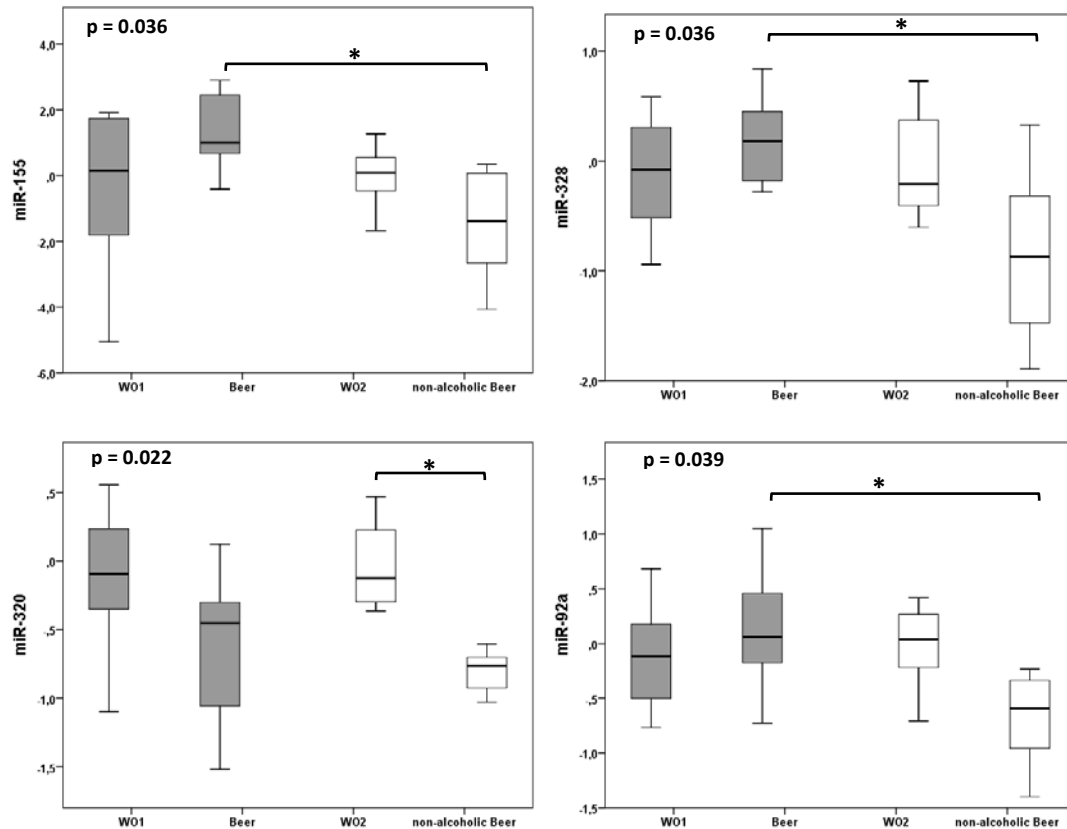 p = 0.036
*
4,0
2,0
,0
-2,0
-4,0
-6,0
miR-155
WO1 Beer WO2 non-alcoholic Beer
p = 0.036
*
1,0
,0
-1,0
-2,0
miR-328
WO1 Beer WO2 non-alcoholic Beer
p = 0.022
*
,5
,0
-,5
-1,0
-1,5
miR-320
WO1 Beer WO2 non-alcoholic Beer
p = 0.039
*
1,5
1,0
,5
,0
-,5
-1,0
-1,5
miR-92a
WO1 Beer WO2 non-alcoholic Beer